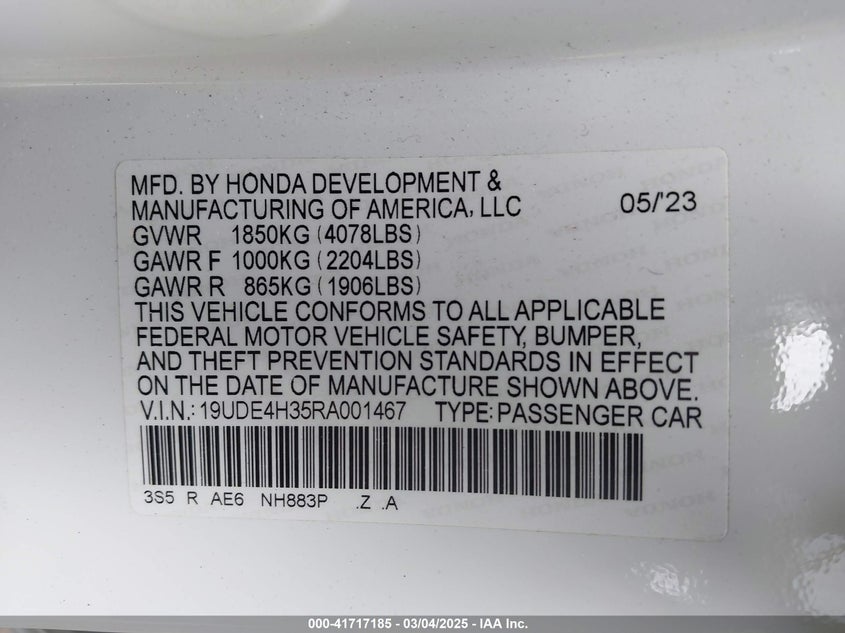 MFD. BY HONDA DEVELOPMENT &
MANUFACTURING OF AMERICA, LLC 05/'23
GVWR 1850KG (4078LBS)
GAWR F 1000KG (2204LBS)
GAWR R 865KG (1906LBS)
THIS VEHICLE CONFORMS TO ALL APPLICABLE
FEDERAL MOTOR VEHICLE SAFETY, BUMPER,
AND THEFT PREVENTION STANDARDS IN EFFECT
ON THE DATE OF MANUFACTURE SHOWN ABOVE.
V.I.N.: 19UDE4H35RA001467 TYPE: PASSENGER CAR
3S5 R AE6 NH883P .Z .A
000-41717185 - 03/04/2025 - IAA Inc.